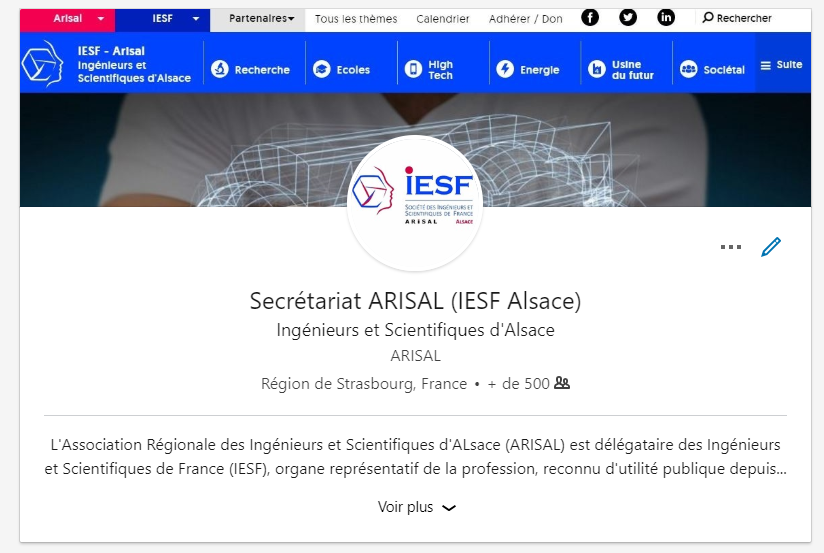 Arisal
IESF
Partenaires
Tous les thèmes
Calendrier
Adhérer / Don
Rechercher
IESF - Arisal
Ingénieurs et
Scientifiques d'Alsace
Recherche
Ecoles
High
Tech
Energie
Usine
du futur
Sociétal
Suite
IESF
SOCIÉTÉ DES INGÉNIEURS ET
SCIENTIFIQUES DE FRANCE
ARISAL ALSACE
Secrétariat ARISAL (IESF Alsace)
Ingénieurs et Scientifiques d'Alsace
ARISAL
Région de Strasbourg, France • + de 500
L'Association Régionale des Ingénieurs et Scientifiques d'ALsace (ARISAL) est délégataire des Ingénieurs
et Scientifiques de France (IESF), organe représentatif de la profession, reconnu d'utilité publique depuis...
Voir plus